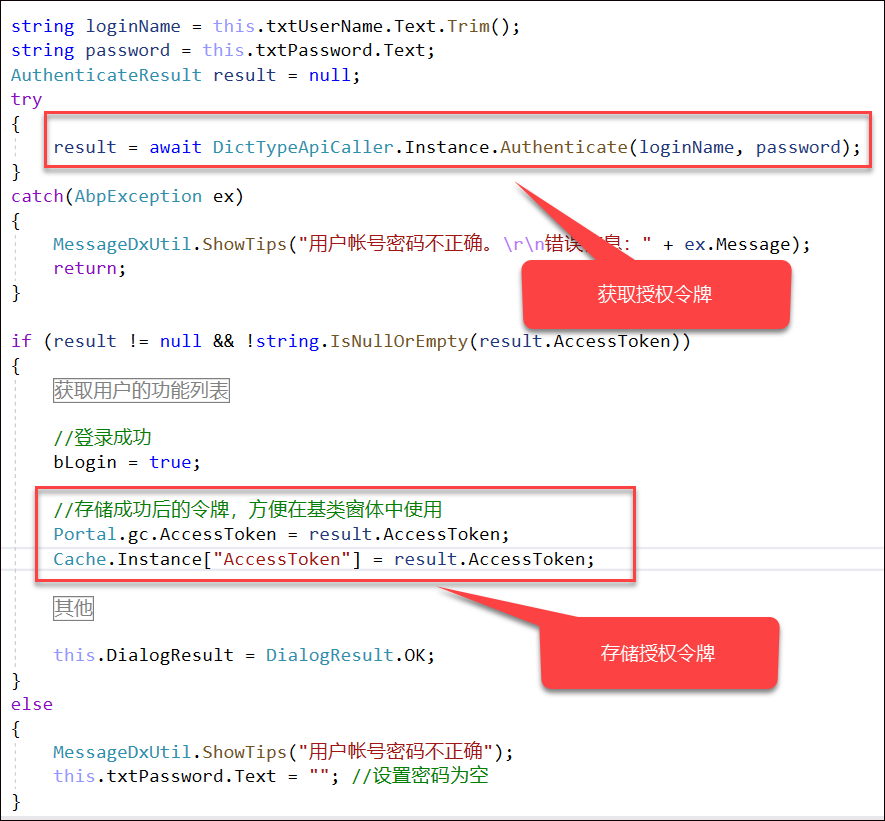 string loginName = this.txtUserName.Text.Trim();
string password = this.txtPassword.Text;
AuthenticateResult result = null;
try
{
result = await DictTypeApiCaller.Instance.Authenticate(loginName, password);
}
catch(AbpException ex)
{
MessageDxUtil.ShowTips("用户帐号密码不正确。\r\n错误 息：" + ex.Message);
return;
}
获取授权令牌
if (result != null && !string.IsNullOrEmpty(result.AccessToken))
{
获取用户的功能列表
//登录成功
bLogin = true;
//存储成功后的令牌，方便在基类窗体中使用
Portal.gc.AccessToken = result.AccessToken;
Cache.Instance["AccessToken"] = result.AccessToken;
其他
存储授权令牌
this.DialogResult = DialogResult.OK;
}
else
{
MessageDxUtil.ShowTips("用户帐号密码不正确");
this.txtPassword.Text = ""; //设置密码为空
}